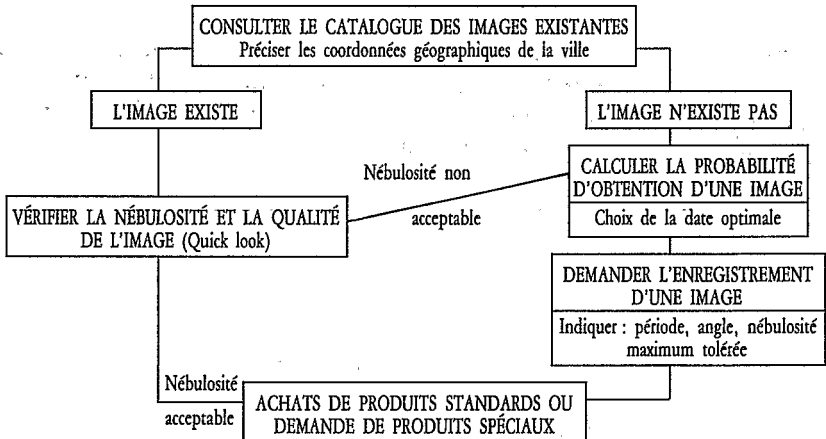 CONSULTER LE CATALOGUE DES IMAGES EXISTANTES
Préciser les coordonnées géographiques de la ville
L'IMAGE EXISTE
L'IMAGE N'EXISTE PAS
Nébulosité non
acceptable
CALCULER LA PROBABILITÉ
D'OBTENTION D'UNE IMAGE
Choix de la date optimale
VÉRIFIER LA NÉBULOSITÉ ET LA QUALITÉ
DE L'IMAGE (Quick look)
DEMANDER L'ENREGISTREMENT
D'UNE IMAGE
Indiquer : période, angle, nébulosité
maximum tolérée
Nébulosité
acceptable
ACHATS DE PRODUITS STANDARDS OU
DEMANDE DE PRODUITS SPÉCIAUX